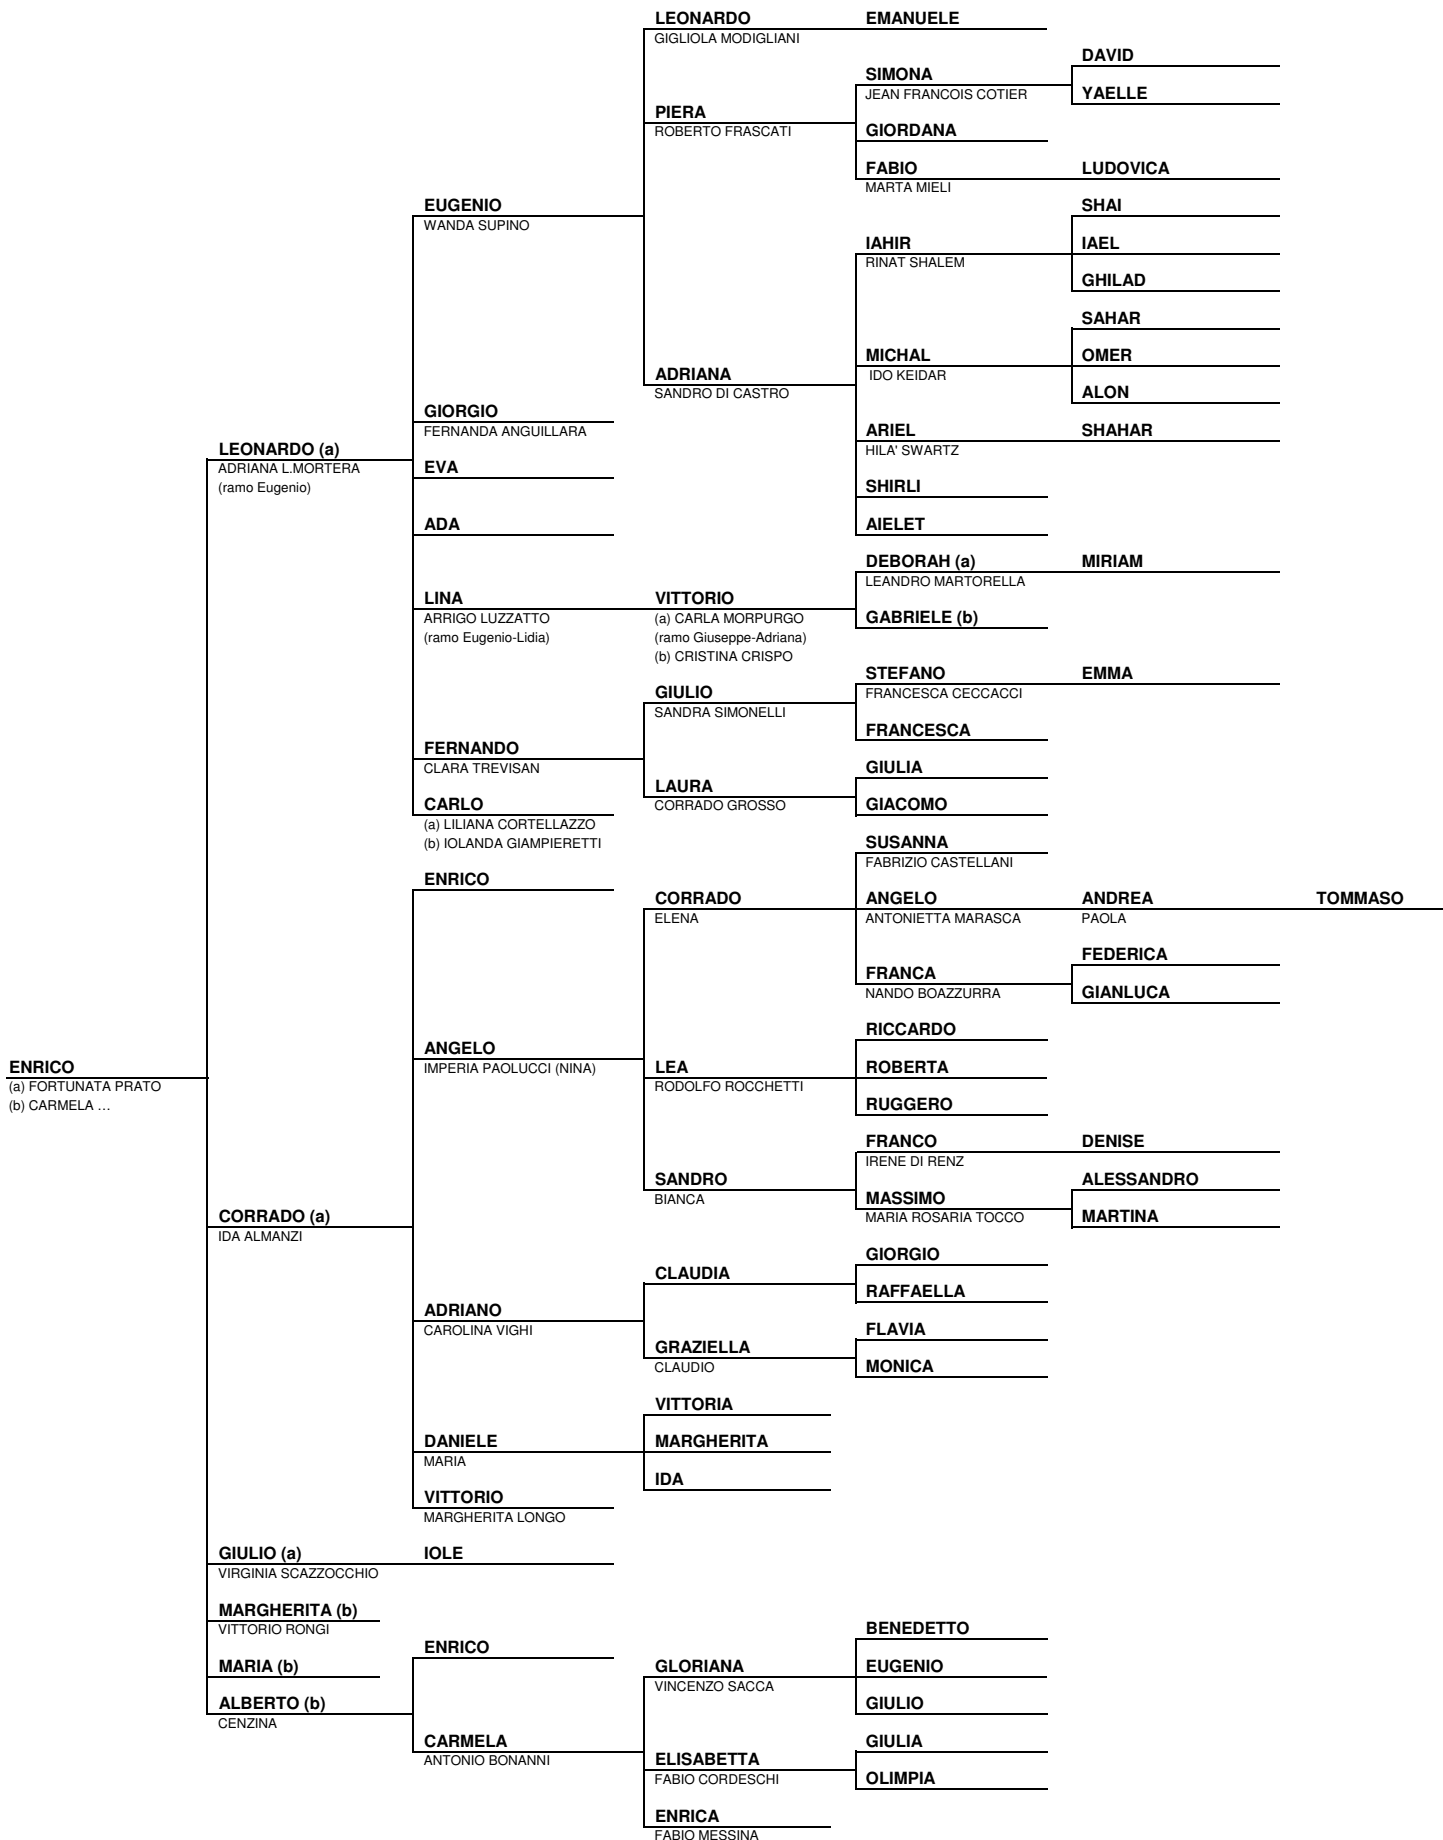 LEONARDO EMANUELE
GIGLIOLA MODIGLIANI
DAVID
SIMONA
JEAN FRANCOIS COTIER YAELLE
PIERA
ROBERTO FRASCATI GIORDANA
FABIO LUDOVICA
MARTA MIELI
EUGENIO SHAI
WANDA SUPINO
IAHIR IAEL
RINAT SHALEM
GHILAD
SAHAR
MICHAL OMER
ADRIANA IDO KEIDAR
SANDRO DI CASTRO ALON
GIORGIO
FERNANDA ANGUILLARA ARIEL SHAHAR
LEONARDO (a) HILA' SWARTZ
ADRIANA L.MORTERA EVA
(ramo Eugenio) SHIRLI
ADA AIELET
DEBORAH (a) MIRIAM
LEANDRO MARTORELLA
LINA VITTORIO
ARRIGO LUZZATTO (a) CARLA MORPURGO GABRIELE (b)
(ramo Eugenio-Lidia) (ramo Giuseppe-Adriana)
(b) CRISTINA CRISPO
STEFANO EMMA
GIULIO FRANCESCA CECCACCI
SANDRA SIMONELLI
FRANCESCA
FERNANDO
CLARA TREVISAN GIULIA
LAURA
CARLO CORRADO GROSSO GIACOMO
(a) LILIANA CORTELLAZZO
(b) IOLANDA GIAMPIERETTI SUSANNA
FABRIZIO CASTELLANI
ENRICO
CORRADO ANGELO ANDREA TOMMASO
ELENA ANTONIETTA MARASCA PAOLA
FEDERICA
FRANCA
NANDO BOAZZURRA GIANLUCA
RICCARDO
ANGELO
ENRICO IMPERIA PAOLUCCI (NINA) LEA ROBERTA
(a) FORTUNATA PRATO RODOLFO ROCCHETTI
(b) CARMELA … RUGGERO
FRANCO DENISE
IRENE DI RENZ
SANDRO ALESSANDRO
BIANCA MASSIMO
CORRADO (a) MARIA ROSARIA TOCCO MARTINA
IDA ALMANZI
GIORGIO
CLAUDIA
RAFFAELLA
ADRIANO
CAROLINA VIGHI FLAVIA
GRAZIELLA
CLAUDIO MONICA
VITTORIA
DANIELE MARGHERITA
MARIA
IDA
VITTORIO
MARGHERITA LONGO
GIULIO (a) IOLE
VIRGINIA SCAZZOCCHIO
MARGHERITA (b)
VITTORIO RONGI BENEDETTO
ENRICO
MARIA (b) GLORIANA EUGENIO
VINCENZO SACCA
ALBERTO (b) GIULIO
CENZINA
CARMELA GIULIA
ANTONIO BONANNI ELISABETTA
FABIO CORDESCHI OLIMPIA
ENRICA
FABIO MESSINA